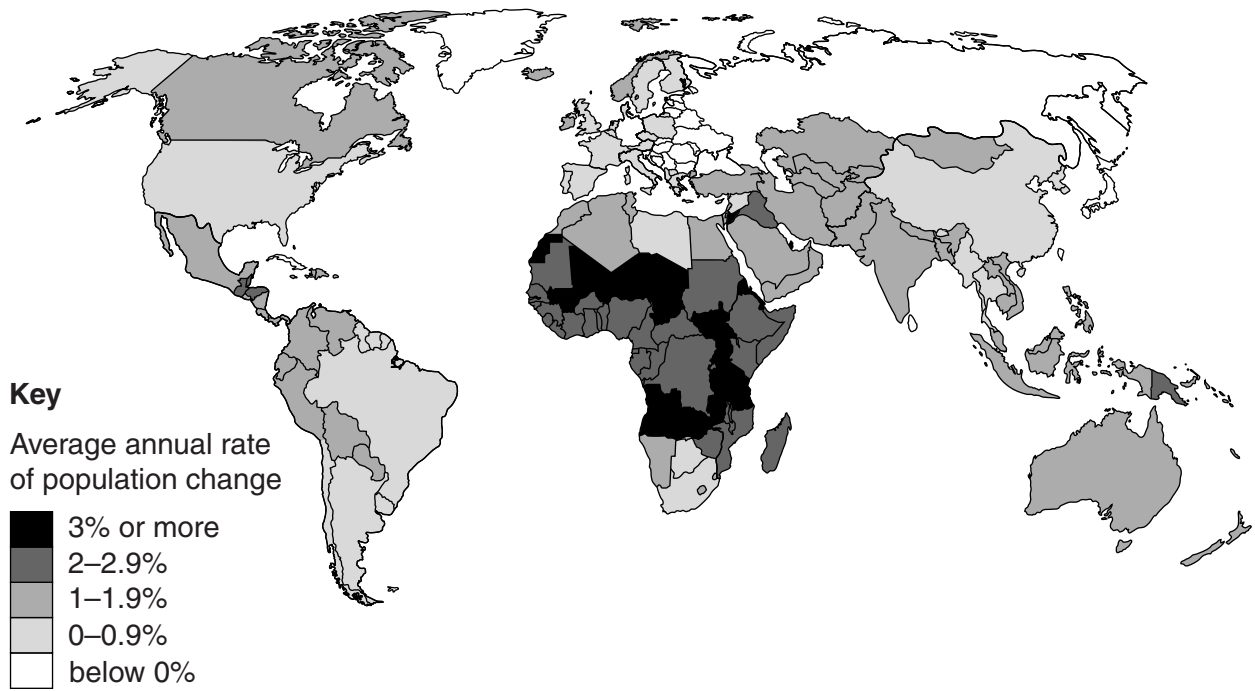 Key
Average annual rate
of population change
3% or more
2–2.9%
1–1.9%
0–0.9%
below 0%